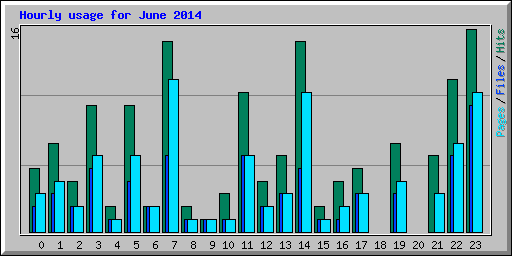 Hourly usage for June 2014
16
Pages / Files / Hits
0 1 2 3 4 5 6 7 8 9 10 11 12 13 14 15 16 17 18 19 20 21 22 23